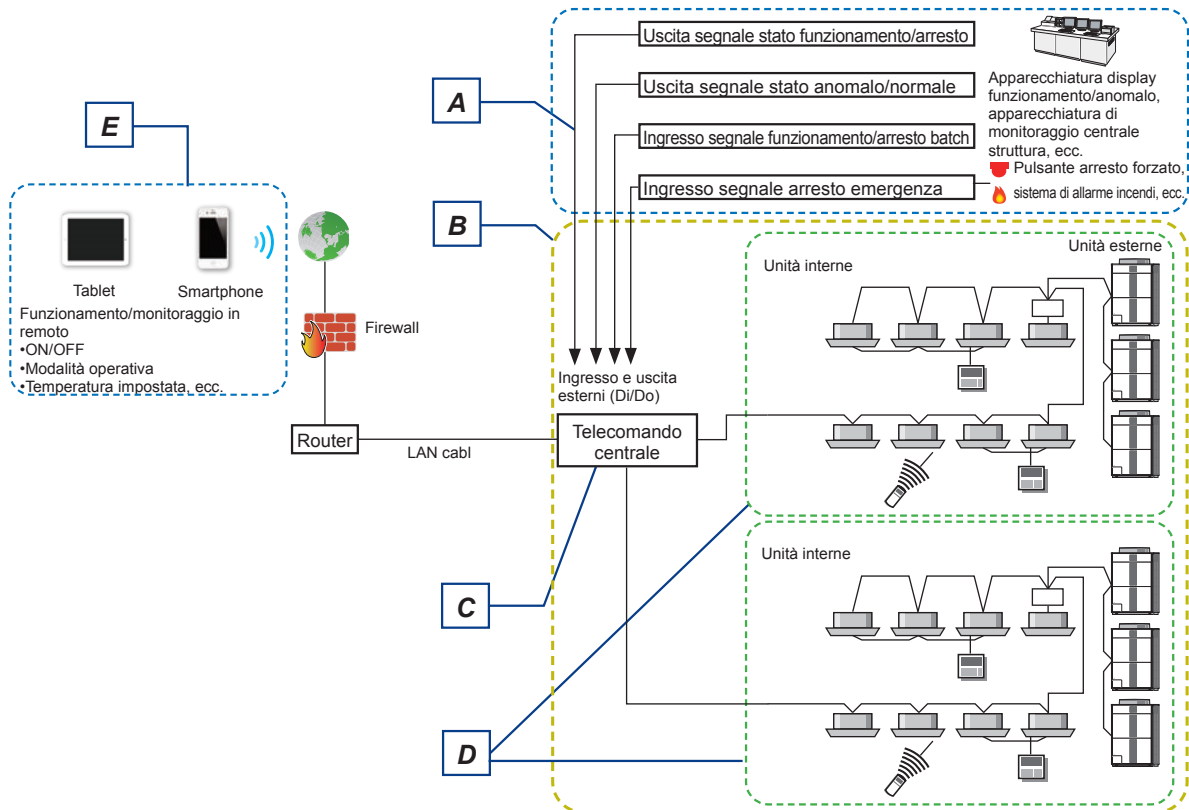 Uscita segnale stato funzionamento/arresto
A
Uscita segnale stato anomalo/normale
Ingresso segnale funzionamento/arresto batch
Ingresso segnale arresto emergenza
Apparecchiatura display
funzionamento/anomalo,
apparecchiatura di
monitoraggio centrale
struttura, ecc.
Pulsante arresto forzato,
sistema di allarme incendi, ecc.
E
Tablet
Smartphone
Funzionamento/monitoraggio in
remoto
•ON/OFF
•Modalità operativa
•Temperatura impostata, ecc.
Firewall
Router
LAN cabl
B
Ingresso e uscita
esterni (Di/Do)
Telecomando
centrale
Unità interne
Unità esterne
C
Unità interne
D